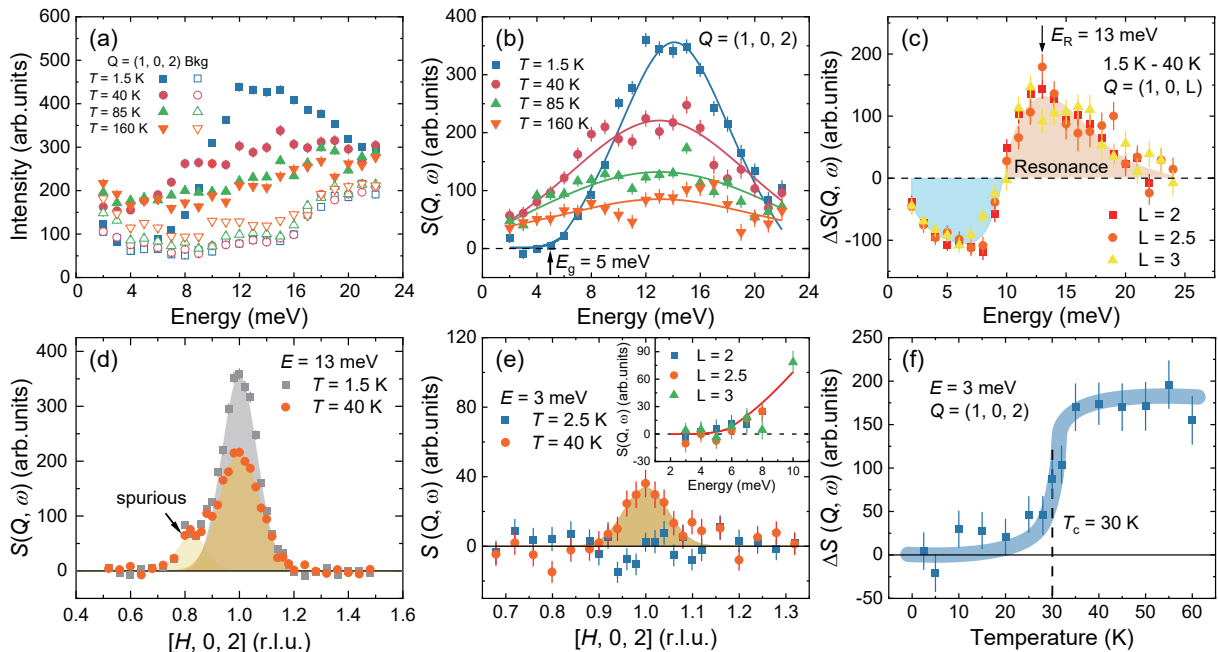 (a)
Q = (1, 0, 2) Bkg
T = 1.5 K
T = 40 K
T = 85 K
T = 160 K
Intensity (arb.units)
600
500
400
300
200
100
0
0 4 8 12 16 20 24
Energy (meV)
(b)
Q = (1, 0, 2)
T = 1.5 K
T = 40 K
T = 85 K
T = 160 K
Eg = 5 meV
S(Q, ω) (arb.units)
400
300
200
100
0
0 4 8 12 16 20 24
Energy (meV)
(c)
ER = 13 meV
1.5 K - 40 K
Q = (1, 0, L)
Resonance
L = 2
L = 2.5
L = 3
ΔS(Q, ω) (arb.units)
200
100
0
-100
0 5 10 15 20 25
Energy (meV)
(d)
E = 13 meV
T = 1.5 K
T = 40 K
spurious
S(Q, ω) (arb.units)
400
300
200
100
0
0.4 0.6 0.8 1.0 1.2 1.4 1.6
[H, 0, 2] (r.l.u.)
(e)
E = 3 meV
T = 2.5 K
T = 40 K
S(Q, ω) (arb.units)
120
80
40
0
-40
0.7 0.8 0.9 1.0 1.1 1.2 1.3
[H, 0, 2] (r.l.u.)
L = 2
L = 2.5
L = 3
S(Q, ω) (arb.units)
90
60
30
0
-30
2 4 6 8 10
Energy (meV)
(f)
E = 3 meV
Q = (1, 0, 2)
Tc = 30 K
ΔS (Q, ω) (arb.units)
250
200
150
100
50
0
-50
0 10 20 30 40 50 60
Temperature (K)